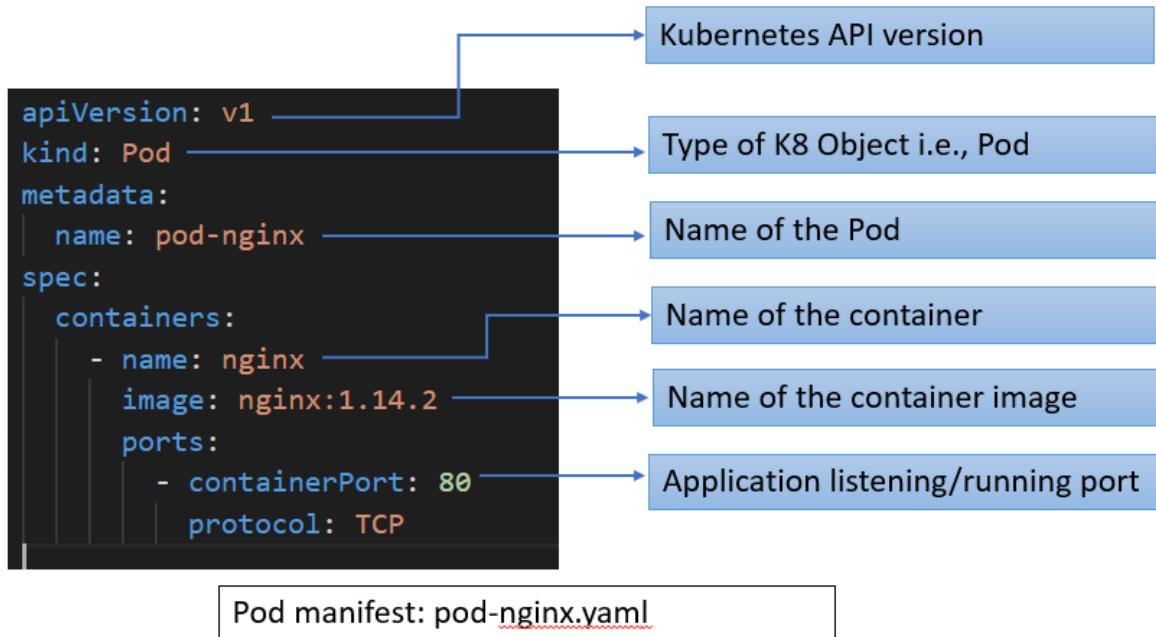 Kubernetes API version
apiVersion: v1
kind: Pod
Type of K8 Object i.e., Pod
metadata:
name: pod-nginx
Name of the Pod
spec:
containers:
Name of the container
- name: nginx
image: nginx:1.14.2
Name of the container image
ports:
- containerPort: 80
Application listening/running port
protocol: TCP
Pod manifest: pod-nginx.yaml